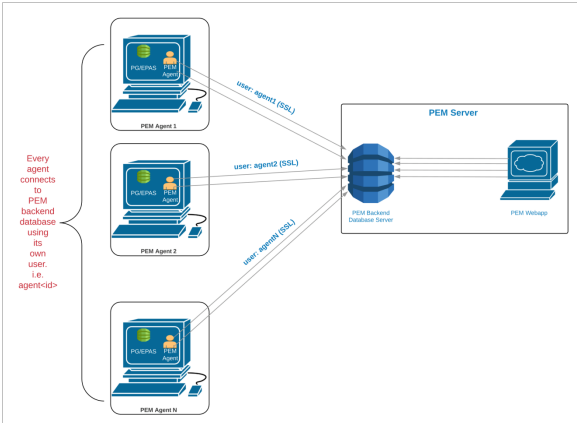 Every
agent
connects
to
PEM
backend
database
using
its
own
user.
i.e.
agent<id>
PG/EPAS
PEM
Agent
PEM Agent 1
PG/EPAS
PEM
Agent
PEM Agent 2
PG/EPAS
PEM
Agent
PEM Agent N
user: agent1 (SSL)
user: agent2 (SSL)
user: agentN (SSL)
PEM Server
PEM Backend
Database Server
PEM Webapp